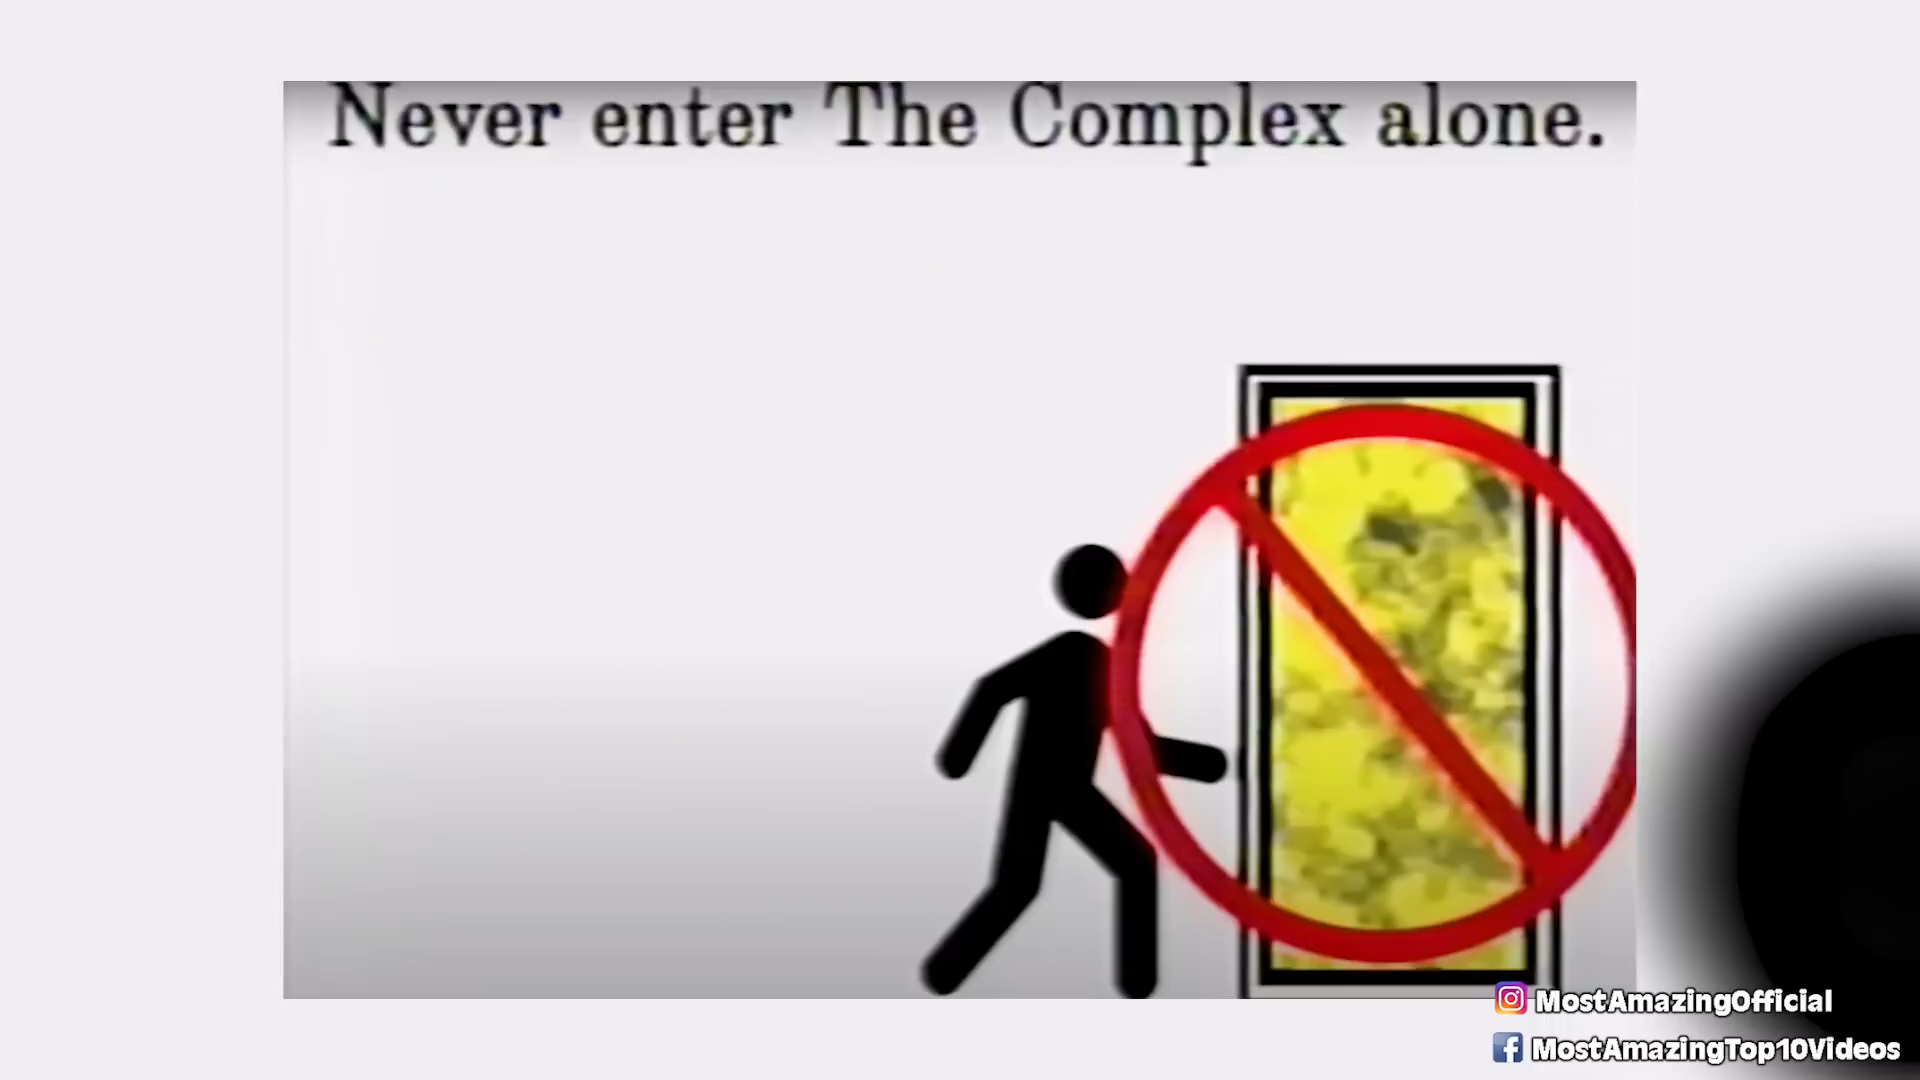 Never enter The Complex alone.
MostAmazingOfficial
MostAmazingTop10Videos